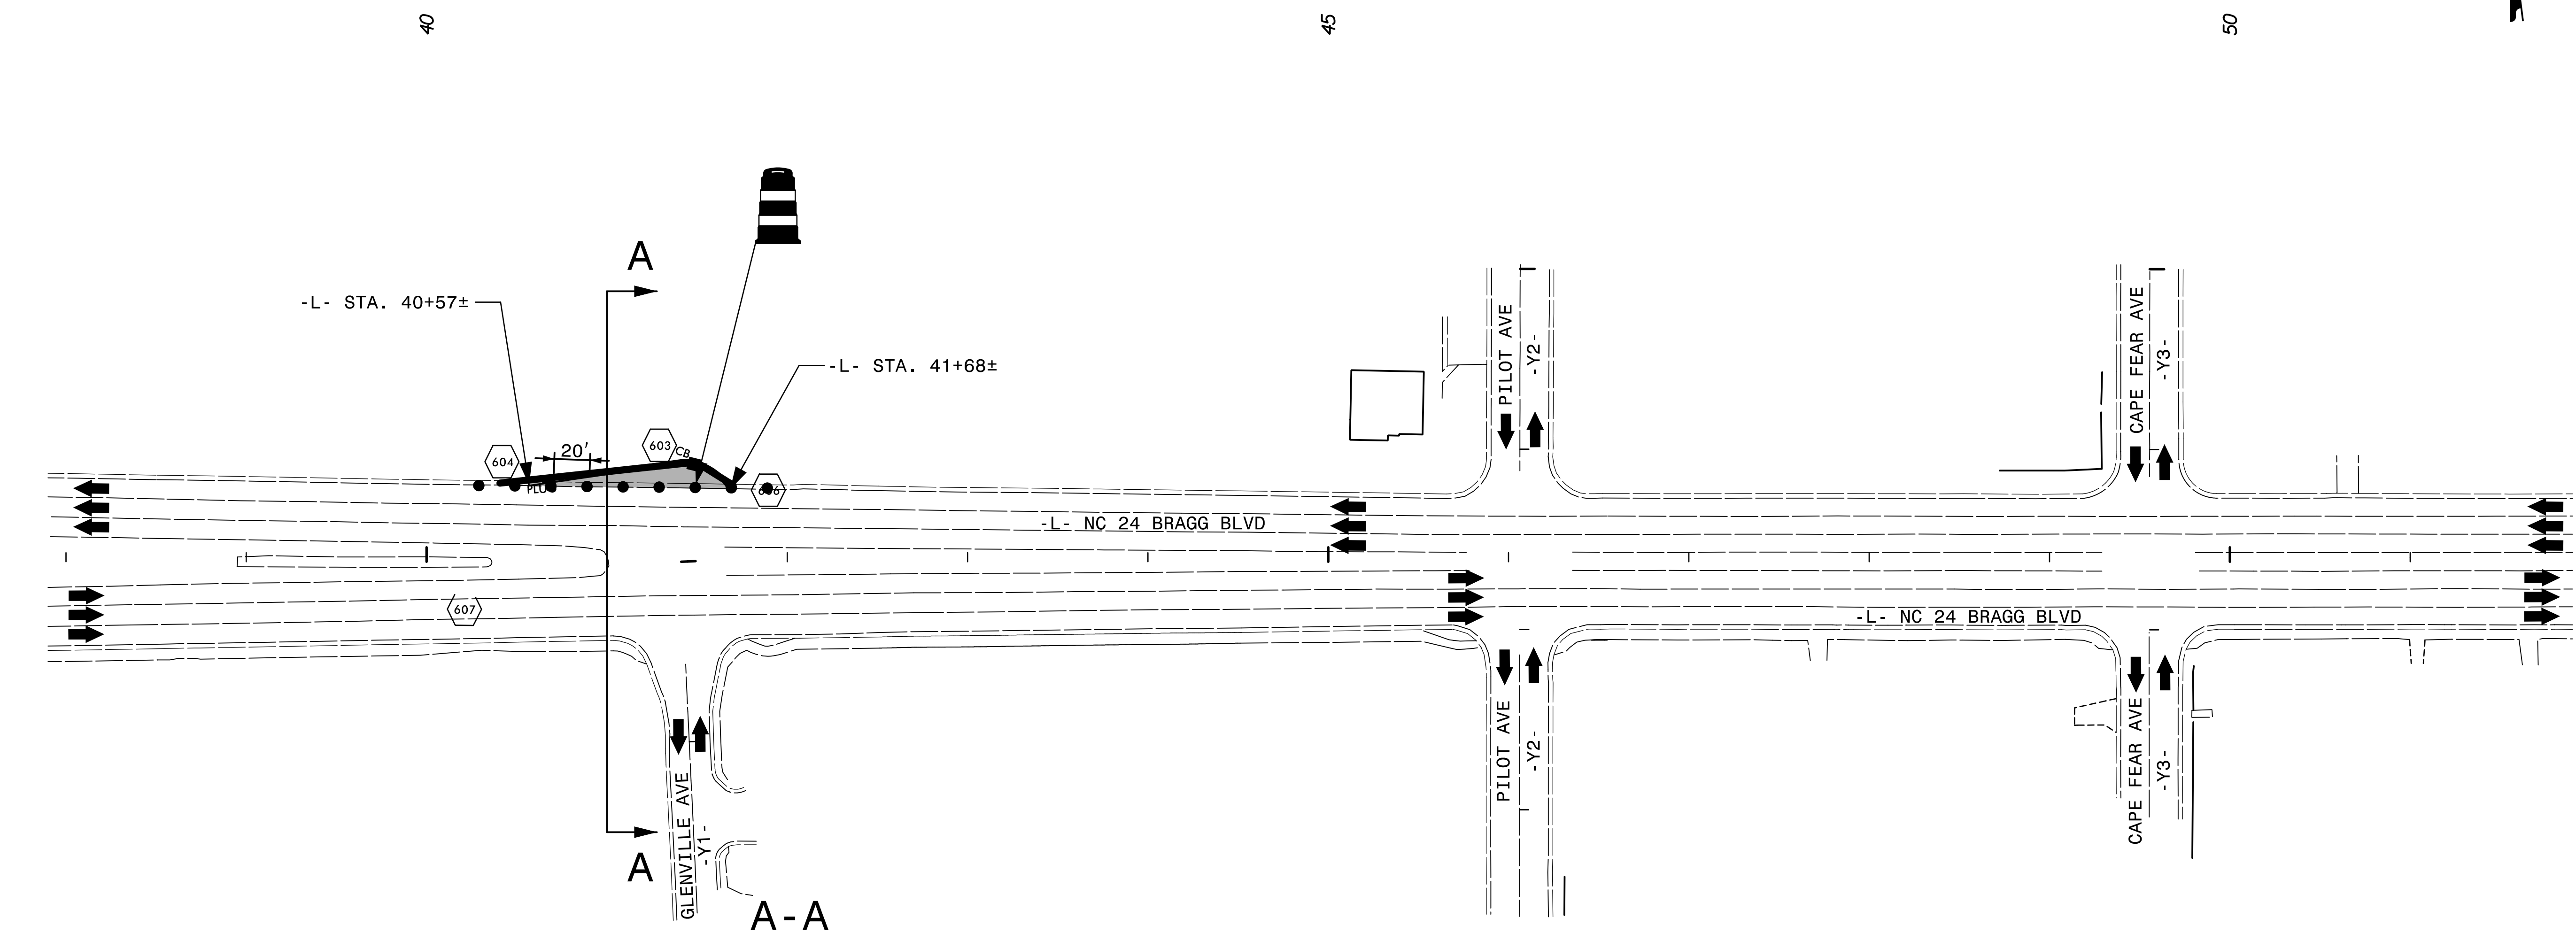 40
45
50
A
-L- STA. 40+57±
-L- STA. 41+68±
20'
603
CB
604
PLUG
PILOT AVE
-Y2-
CAPE FEAR AVE
-Y3-
-L- NC 24 BRAGG BLVD
607
-L- NC 24 BRAGG BLVD
GLENVILLE AVE
-Y1-
PILOT AVE
-Y2-
CAPE FEAR AVE
-Y3-
A
A-A